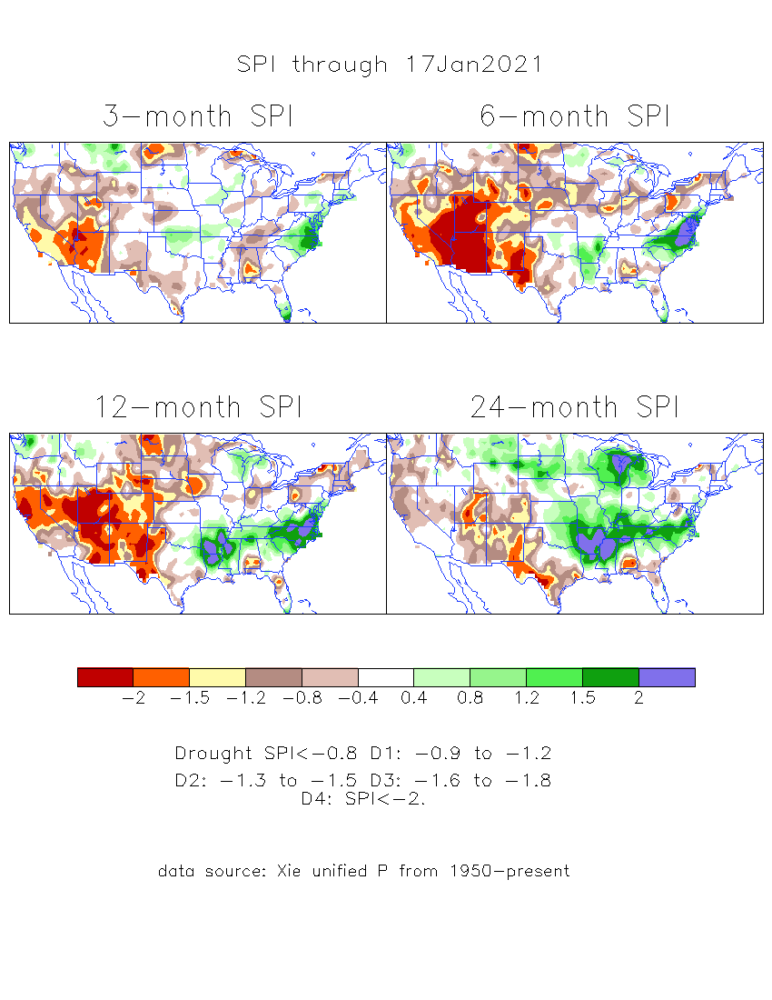 SPI through 17Jan2021
3-month SPI
6-month SPI
12-month SPI
24-month SPI
-2 -1.5 -1.2 -0.8 -0.4 0.4 0.8 1.2 1.5 2
Drought SPI<-0.8 D1: -0.9 to -1.2
D2: -1.3 to -1.5 D3: -1.6 to -1.8
D4: SPI<-2.
data source: Xie unified P from 1950-present